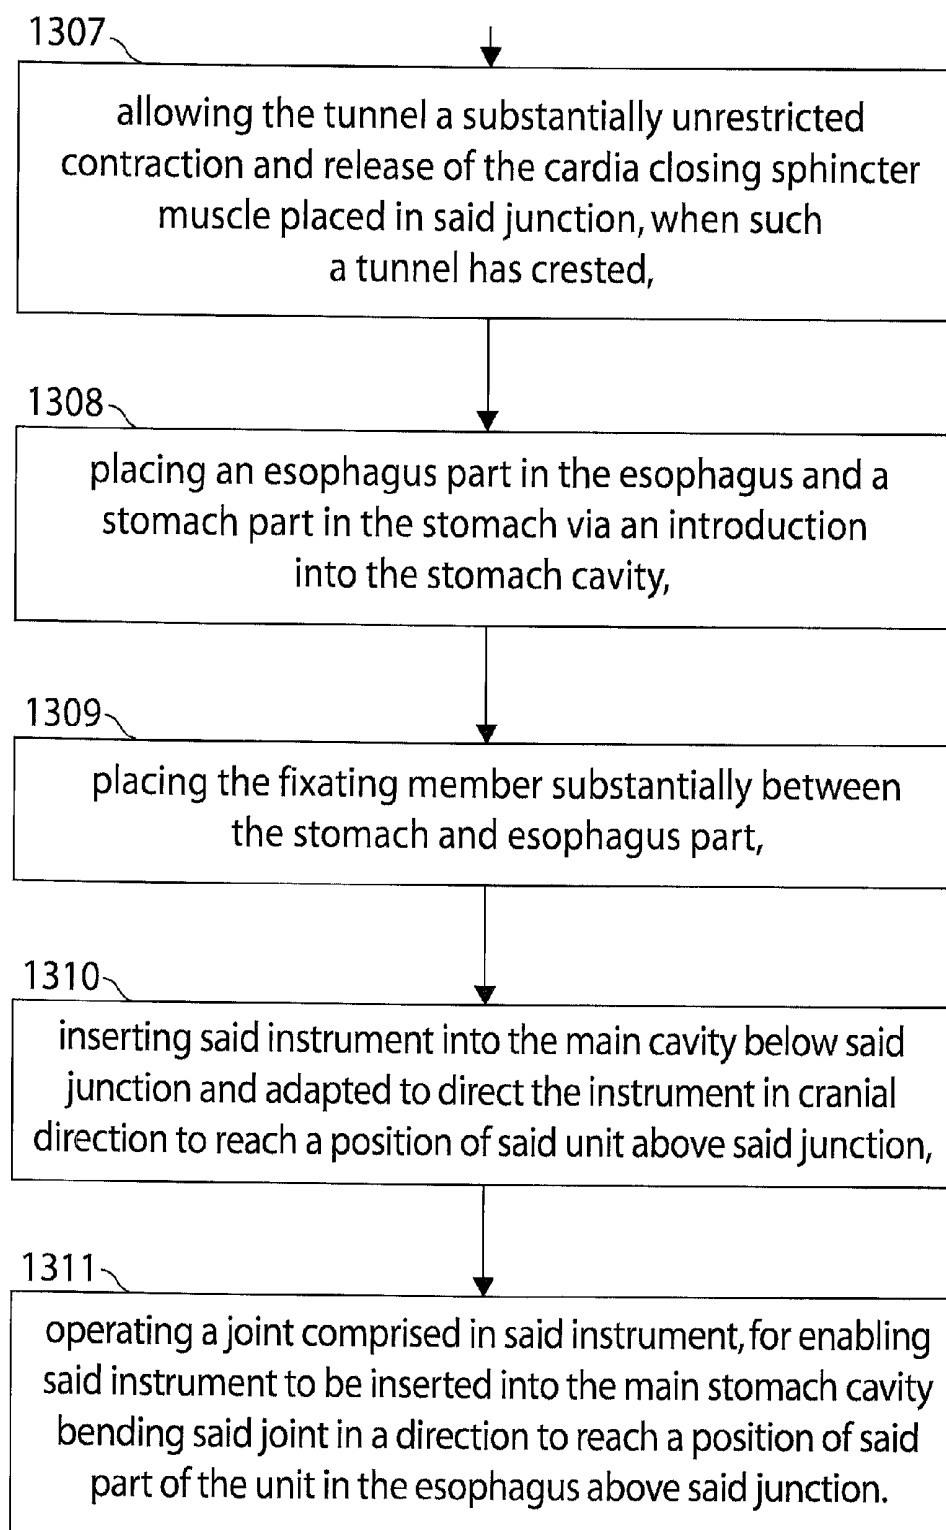 1307
allowing the tunnel a substantially unrestricted
contraction and release of the cardia closing sphincter
muscle placed in said junction, when such
a tunnel has crested,
1308
placing an esophagus part in the esophagus and a
stomach part in the stomach via an introduction
into the stomach cavity,
1309
placing the fixating member substantially between
the stomach and esophagus part,
1310
inserting said instrument into the main cavity below said
junction and adapted to direct the instrument in cranial
direction to reach a position of said unit above said junction,
1311
operating a joint comprised in said instrument, for enabling
said instrument to be inserted into the main stomach cavity
bending said joint in a direction to reach a position of said
part of the unit in the esophagus above said junction.